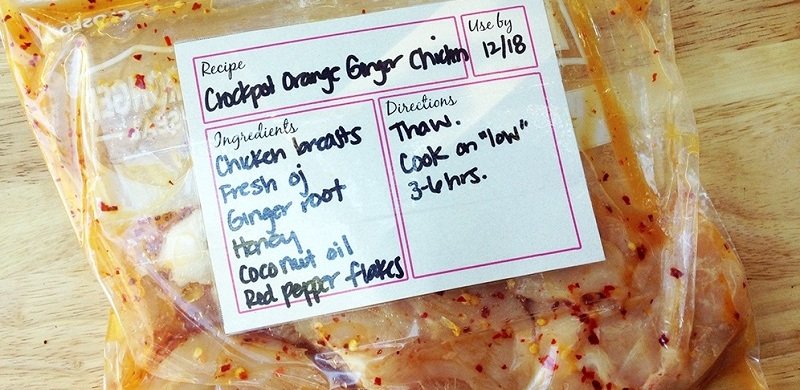 Recipe
Crockpot Orange Ginger Chicken
Use by
12/18
Ingredients
Chicken breasts
Fresh oj
Ginger root
Honey
Coconut oil
Red pepper flakes
Directions
Thaw.
Cook on "low"
3-6 hrs.